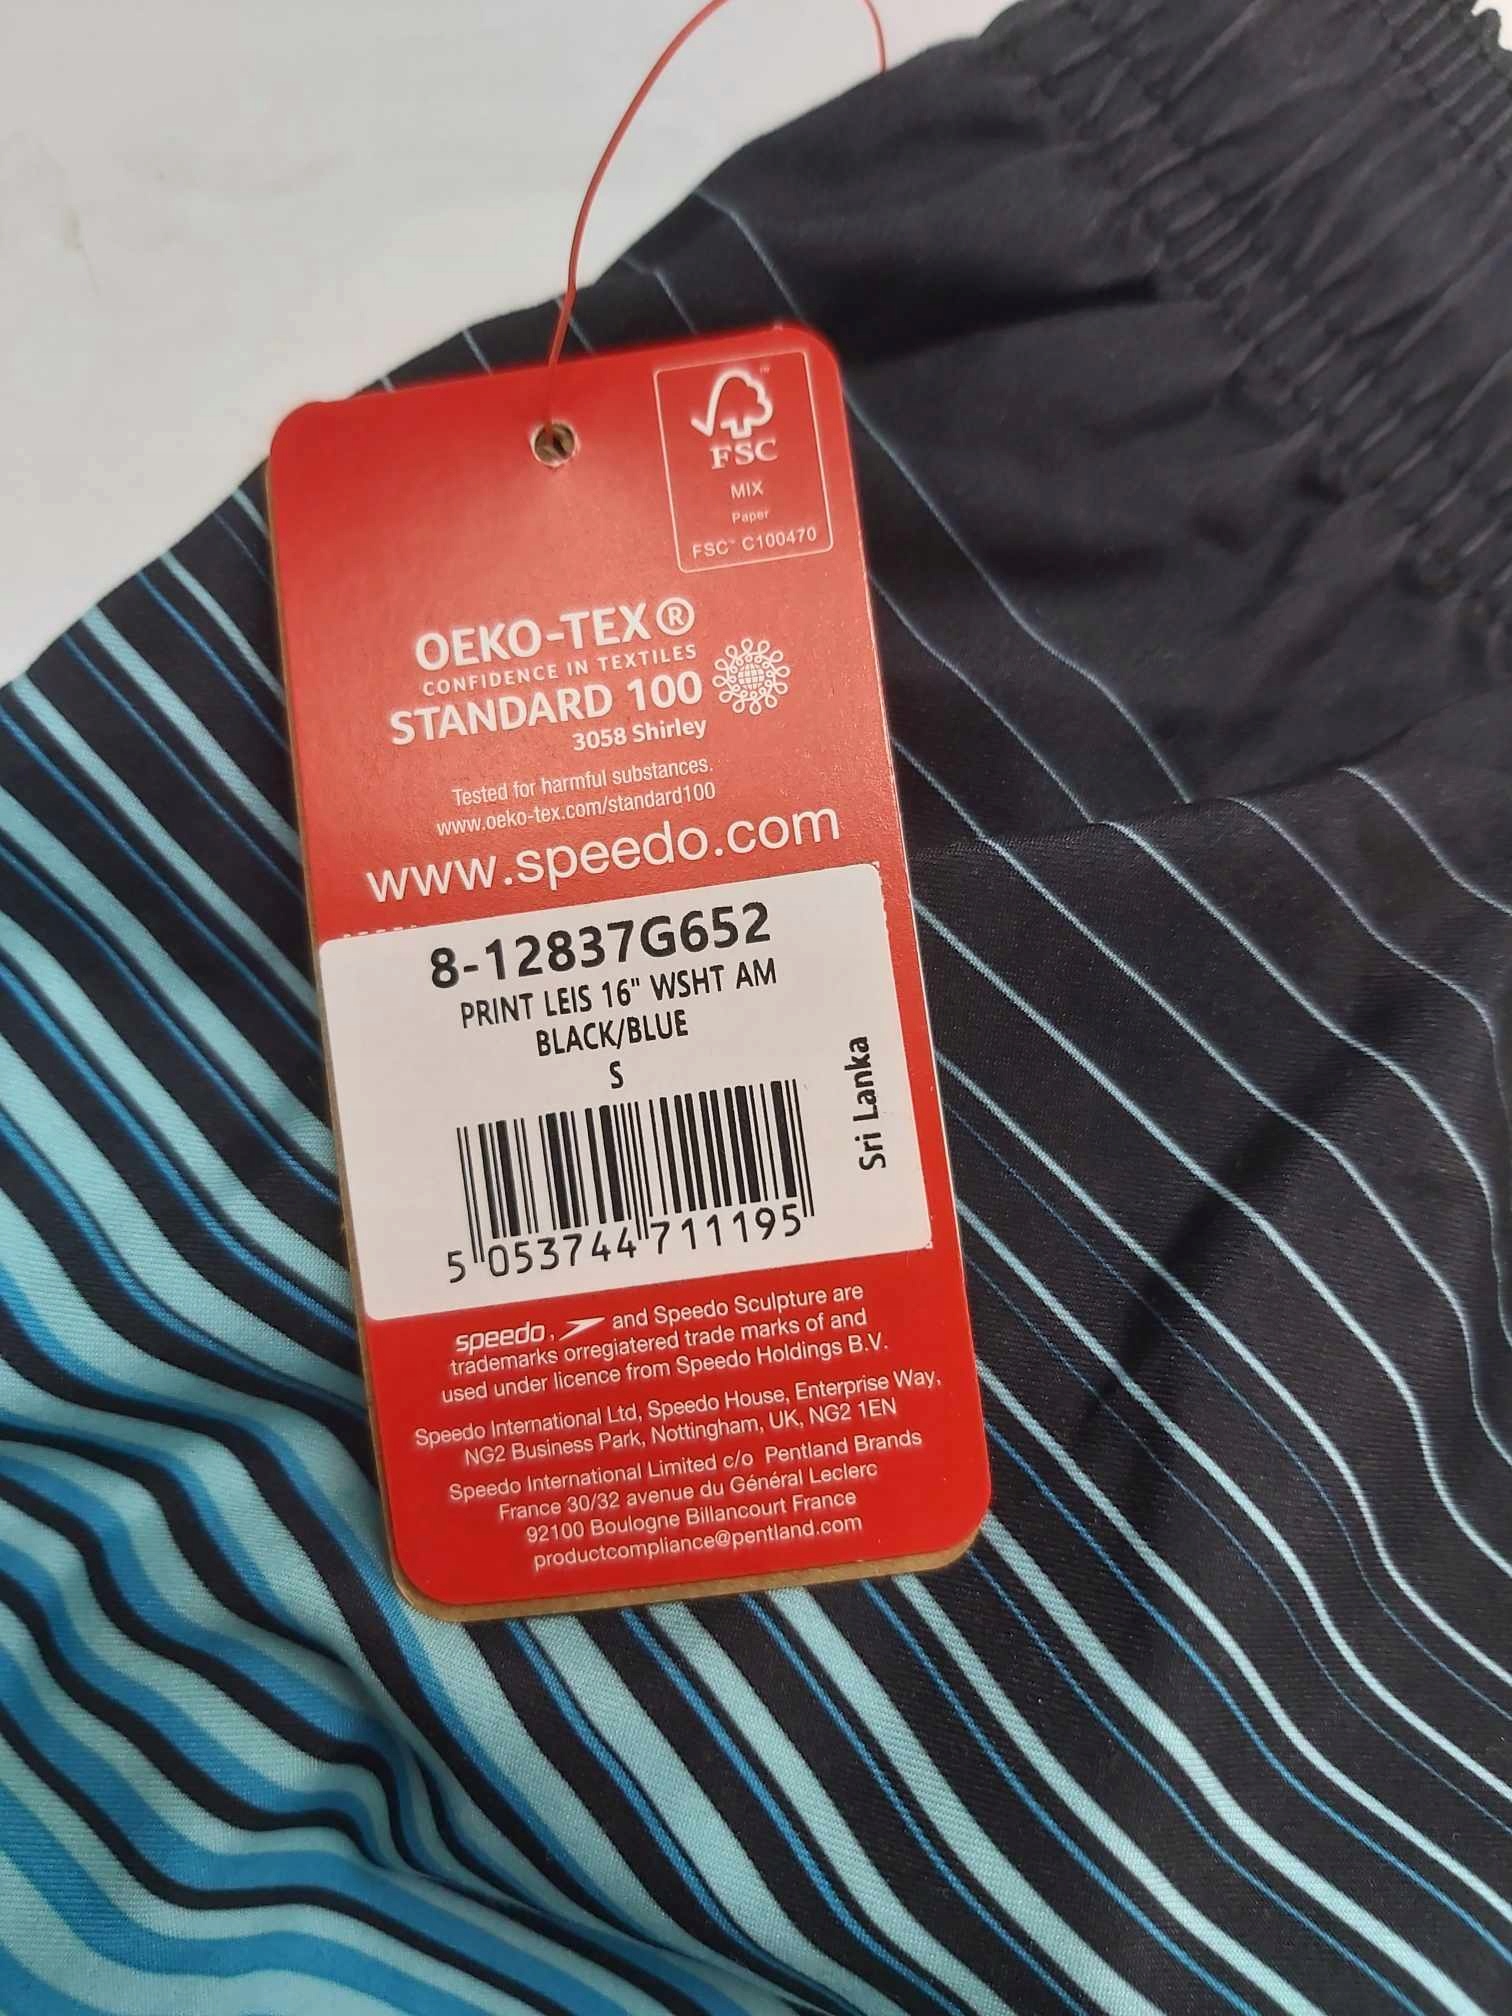 FSC™
MIX
Paper
FSC™ C100470
OEKO-TEX®
CONFIDENCE IN TEXTILES
STANDARD 100
3058 Shirley
Tested for harmful substances.
www.oeko-tex.com/standard100
www.speedo.com
8-12837G652
PRINT LEIS 16" WSHT AM
BLACK/BLUE
S
Sri Lanka
5 053744 711195
speedo, and Speedo Sculpture are
trademarks orregiatered trade marks of and
used under licence from Speedo Holdings B.V.
Speedo International Ltd, Speedo House, Enterprise Way,
NG2 Business Park, Nottingham, UK, NG2 1EN
Speedo International Limited c/o Pentland Brands
France 30/32 avenue du Général Leclerc
92100 Boulogne Billancourt France
productcompliance@pentland.com